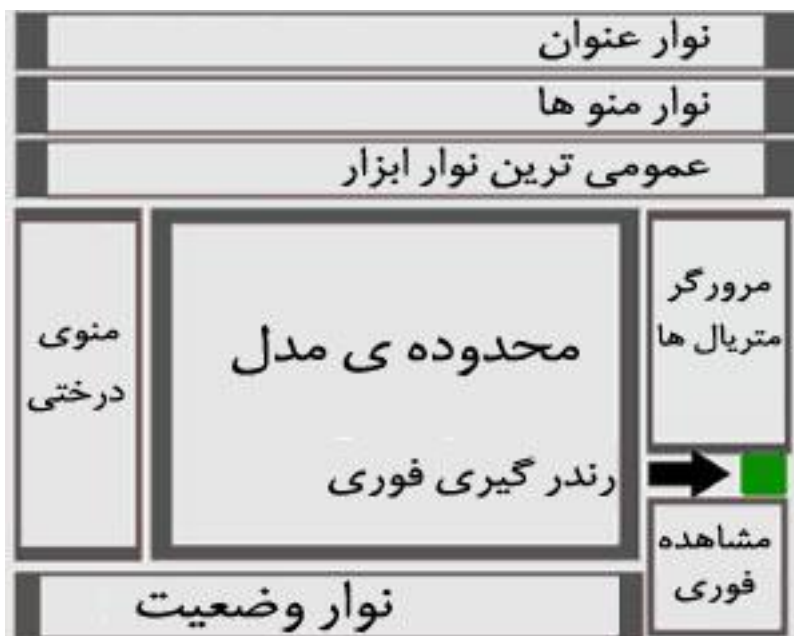 نوار عنوان
نوار منو ها
عمومی ترین نوار ابزار
مرورگر
متریال ها
محدوده ی مدل
منوی
درختی
رندر گیری فوری
مشاهده
فوری
نوار وضعیت